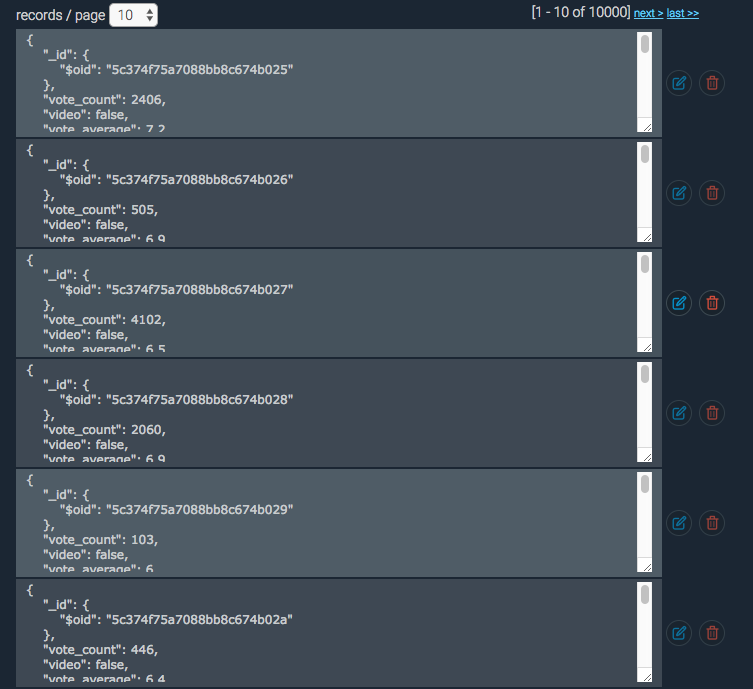 records / page 10 [1 - 10 of 10000] next > last >>
{
"_id": {
"$oid": "5c374f75a7088bb8c674b025"
},
"vote_count": 2406,
"video": false,
"vote_average": 7.2
{
"_id": {
"$oid": "5c374f75a7088bb8c674b026"
},
"vote_count": 505,
"video": false,
"vote_average": 6.9
{
"_id": {
"$oid": "5c374f75a7088bb8c674b027"
},
"vote_count": 4102,
"video": false,
"vote_average": 6.5
{
"_id": {
"$oid": "5c374f75a7088bb8c674b028"
},
"vote_count": 2060,
"video": false,
"vote_average": 6.9
{
"_id": {
"$oid": "5c374f75a7088bb8c674b029"
},
"vote_count": 103,
"video": false,
"vote_average": 6
{
"_id": {
"$oid": "5c374f75a7088bb8c674b02a"
},
"vote_count": 446,
"video": false,
"vote_average": 6.4